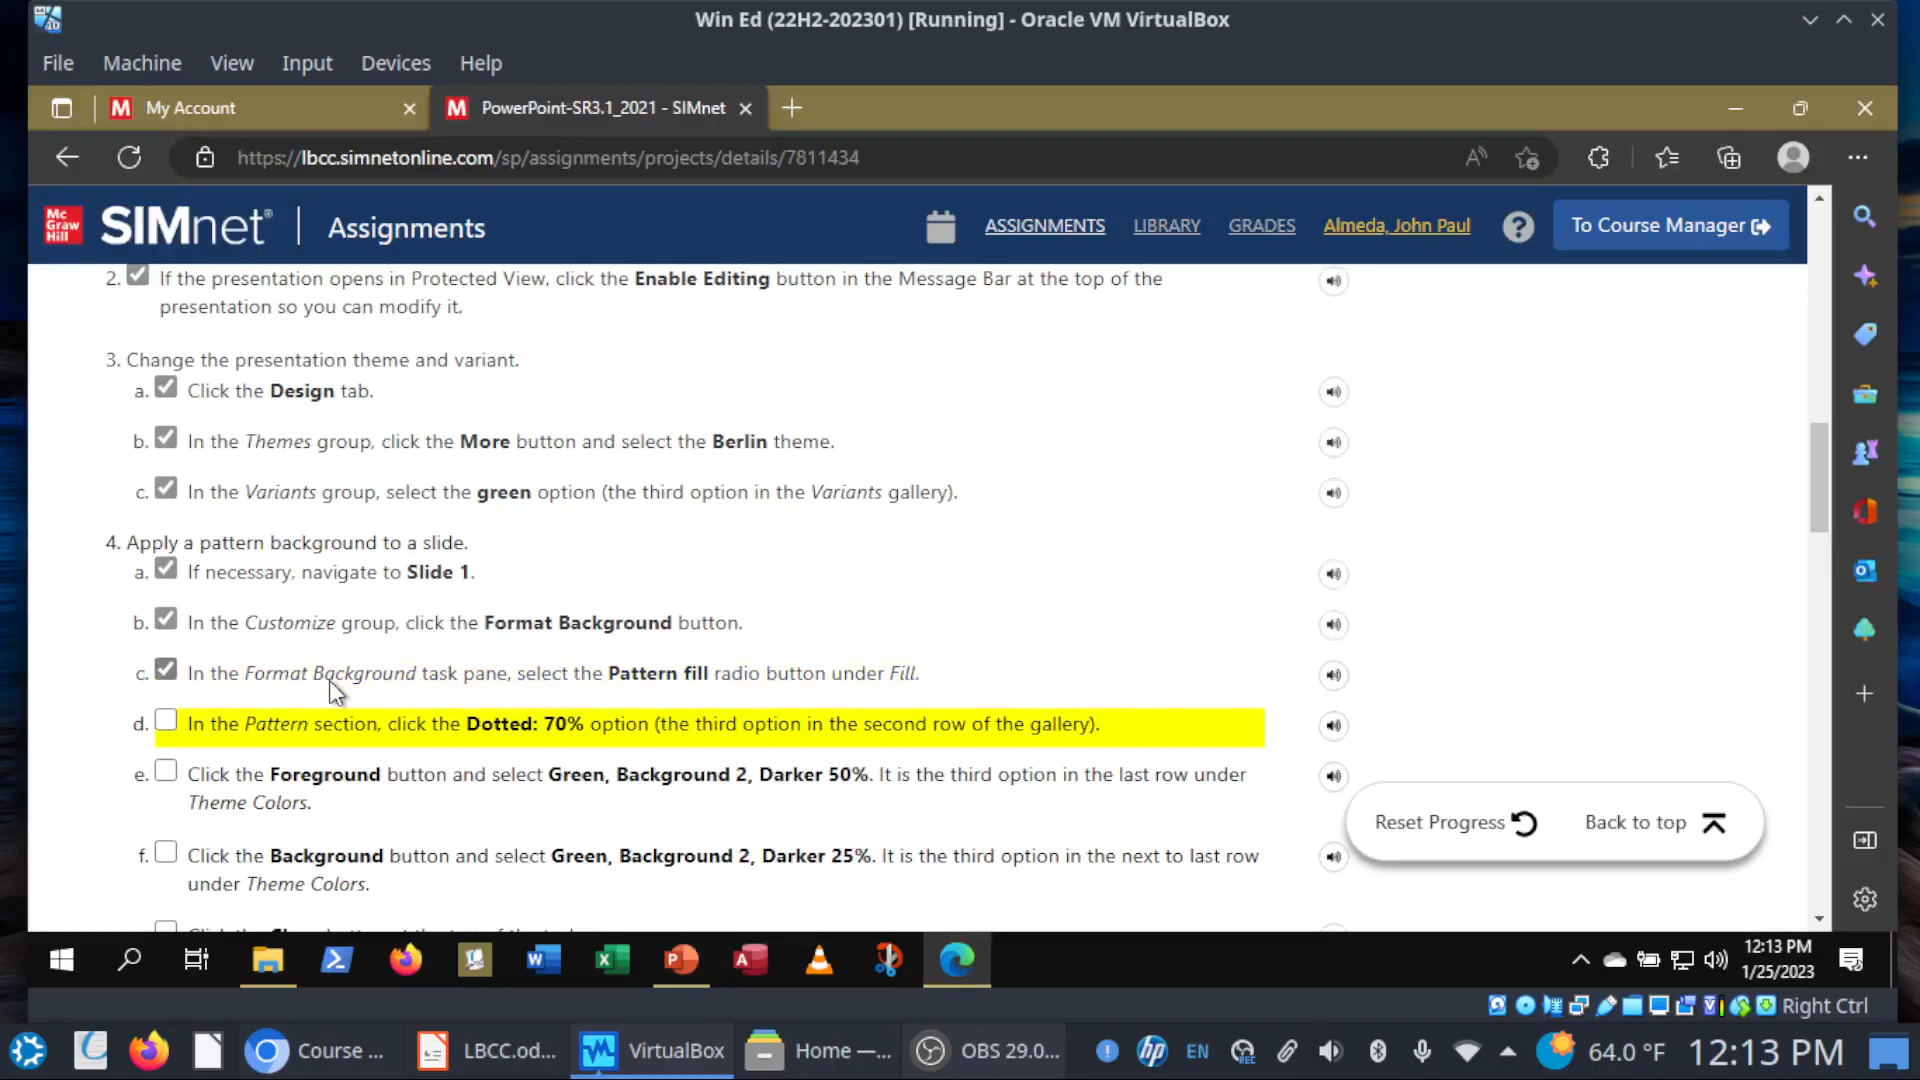 Win Ed (22H2-202301) [Running] - Oracle VM VirtualBox
File Machine View Input Devices Help
My Account
PowerPoint-SR3.1_2021 - SIMnet
https://lbcc.simnetonline.com/sp/assignments/projects/details/7811434
Mc Graw Hill
SIMnet® | Assignments
ASSIGNMENTS LIBRARY GRADES Almeda, John Paul ? To Course Manager
2. If the presentation opens in Protected View, click the Enable Editing button in the Message Bar at the top of the
presentation so you can modify it.
3. Change the presentation theme and variant.
a. Click the Design tab.
b. In the Themes group, click the More button and select the Berlin theme.
c. In the Variants group, select the green option (the third option in the Variants gallery).
4. Apply a pattern background to a slide.
a. If necessary, navigate to Slide 1.
b. In the Customize group, click the Format Background button.
c. In the Format Background task pane, select the Pattern fill radio button under Fill.
d. In the Pattern section, click the Dotted: 70% option (the third option in the second row of the gallery).
e. Click the Foreground button and select Green, Background 2, Darker 50%. It is the third option in the last row under
Theme Colors.
Reset Progress Back to top
f. Click the Background button and select Green, Background 2, Darker 25%. It is the third option in the next to last row
under Theme Colors.
12:13 PM
1/25/2023
Right Ctrl
Course ...
LBCC.od...
VirtualBox
Home —...
OBS 29.0...
EN
64.0 °F
12:13 PM